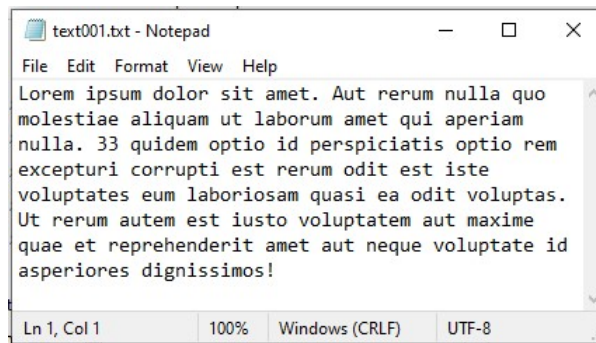 text001.txt - Notepad
File Edit Format View Help
Lorem ipsum dolor sit amet. Aut rerum nulla quo
molestiae aliquam ut laborum amet qui aperiam
nulla. 33 quidem optio id perspiciatis optio rem
excepturi corrupti est rerum odit est iste
voluptates eum laboriosam quasi ea odit voluptas.
Ut rerum autem est iusto voluptatem aut maxime
quae et reprehenderit amet aut neque voluptate id
asperiores dignissimos!
Ln 1, Col 1 100% Windows (CRLF) UTF-8